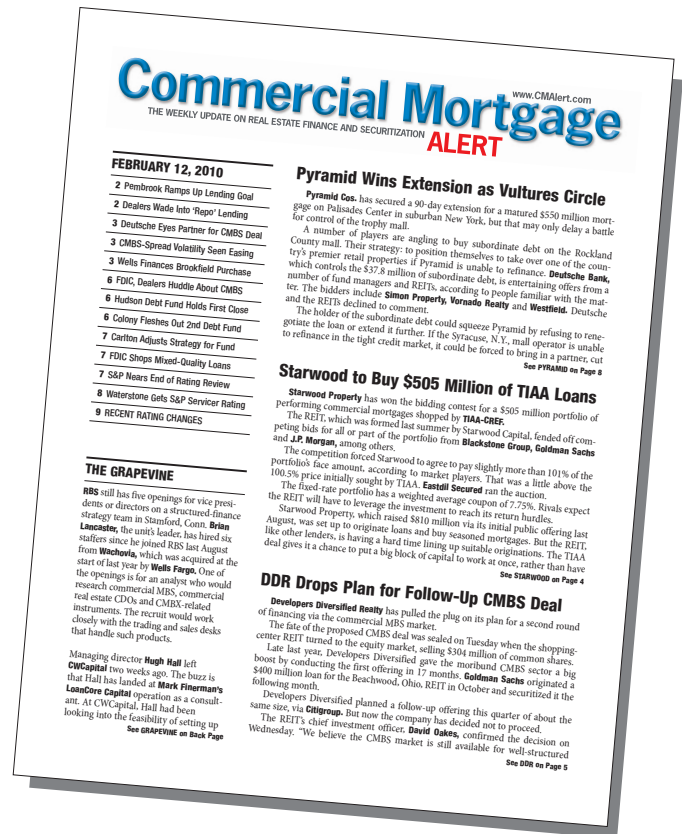 Commercial Mortgage
www.CMAlert.com
THE WEEKLY UPDATE ON REAL ESTATE FINANCE AND SECURITIZATION
ALERT
FEBRUARY 12, 2010
2 Pembrook Ramps Up Lending Goal
2 Dealers Wade Into ‘Repo’ Lending
3 Deutsche Eyes Partner for CMBS Deal
3 CMBS-Spread Volatility Seen Easing
3 Wells Finances Brookfield Purchase
6 FDIC, Dealers Huddle About CMBS
6 Hudson Debt Fund Holds First Close
6 Colony Fleshes Out 2nd Debt Fund
7 Carlton Adjusts Strategy for Fund
7 FDIC Shops Mixed-Quality Loans
7 S&P Nears End of Rating Review
8 Waterstone Gets S&P Servicer Rating
9 RECENT RATING CHANGES
THE GRAPEVINE
RBS still has five openings for vice presi-
dents or directors on a structured-finance
strategy team in Stamford, Conn. Brian
Lancaster, the unit’s leader, has hired six
staffers since he joined RBS last August
from Wachovia, which was acquired at the
start of last year by Wells Fargo. One of
the openings is for an analyst who would
research commercial MBS, commercial
real estate CDOs and CMBX-related
instruments. The recruit would work
closely with the trading and sales desks
that handle such products.
Managing director Hugh Hall left
CWCapital two weeks ago. The buzz is
that Hall has landed at Mark Finerman’s
LoanCore Capital operation as a consult-
ant. At CWCapital, Hall had been
looking into the feasibility of setting up
See GRAPEVINE on Back Page
Pyramid Wins Extension as Vultures Circle
Pyramid Cos. has secured a 90-day extension for a matured $550 million mort-
gage on Palisades Center in suburban New York, but that may only delay a battle
for control of the trophy mall.
A number of players are angling to buy subordinate debt on the Rockland
County mall. Their strategy: to position themselves to take over one of the coun-
try’s premier retail properties if Pyramid is unable to refinance. Deutsche Bank,
which controls the $37.8 million of subordinate debt, is entertaining offers from a
number of fund managers and REITs, according to people familiar with the mat-
ter. The bidders include Simon Property, Vornado Realty and Westfield. Deutsche
and the REITs declined to comment.
The holder of the subordinate debt could squeeze Pyramid by refusing to rene-
gotiate the loan or extend it further. If the Syracuse, N.Y., mall operator is unable
to refinance in the tight credit market, it could be forced to bring in a partner, cut
See PYRAMID on Page 8
Starwood to Buy $505 Million of TIAA Loans
Starwood Property has won the bidding contest for a $505 million portfolio of
performing commercial mortgages shopped by TIAA-CREF.
The REIT, which was formed last summer by Starwood Capital, fended off com-
peting bids for all or part of the portfolio from Blackstone Group, Goldman Sachs
and J.P. Morgan, among others.
The competition forced Starwood to agree to pay slightly more than 101% of the
portfolio’s face amount, according to market players. That was a little above the
100.5% price initially sought by TIAA. Eastdil Secured ran the auction.
The fixed-rate portfolio has a weighted average coupon of 7.75%. Rivals expect
the REIT will have to leverage the investment to reach its return hurdles.
Starwood Property, which raised $810 million via its initial public offering last
August, was set up to originate loans and buy seasoned mortgages. But the REIT,
like other lenders, is having a hard time lining up suitable originations. The TIAA
deal gives it a chance to put a big block of capital to work at once, rather than have
See STARWOOD on Page 4
DDR Drops Plan for Follow-Up CMBS Deal
Developers Diversified Realty has pulled the plug on its plan for a second round
of financing via the commercial MBS market.
The fate of the proposed CMBS deal was sealed on Tuesday when the shopping-
center REIT turned to the equity market, selling $304 million of common shares.
Late last year, Developers Diversified gave the moribund CMBS sector a big
boost by conducting the first offering in 17 months. Goldman Sachs originated a
$400 million loan for the Beachwood, Ohio, REIT in October and securitized it the
following month.
Developers Diversified planned a follow-up offering this quarter of about the
same size, via Citigroup. But now the company has decided not to proceed.
The REIT’s chief investment officer, David Oakes, confirmed the decision on
Wednesday. “We believe the CMBS market is still available for well-structured
See DDR on Page 5